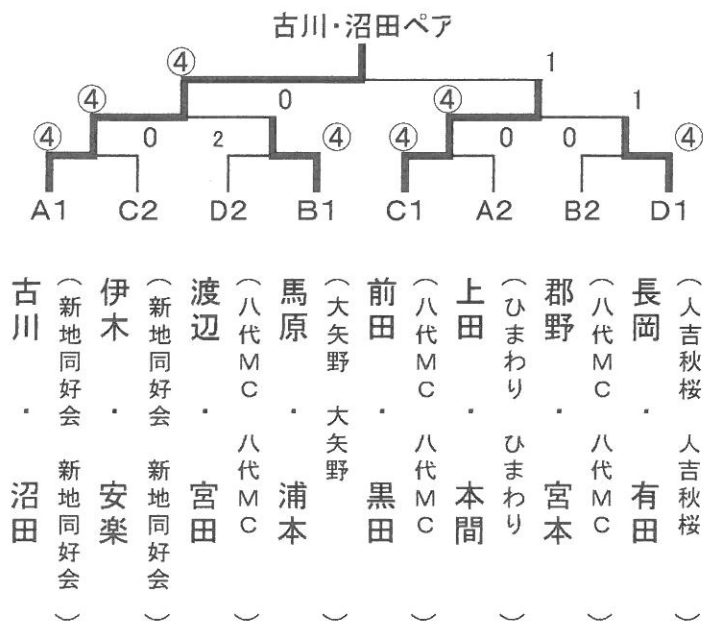 古川・沼田ペア
④ 1
④ 0 ④ 1
④ 0 2 ④ ④ 0 0 ④
A1 C2 D2 B1 C1 A2 B2 D1
古川・沼田
(新地同好会 新地同好会)
伊木・安楽
(新地同好会 新地同好会)
渡辺・宮田
(八代MC 八代MC)
馬原・浦本
(大矢野 大矢野)
前田・黒田
(八代MC 八代MC)
上田・本間
(ひまわり ひまわり)
郡野・宮本
(八代MC 八代MC)
長岡・有田
(人吉秋桜 人吉秋桜)